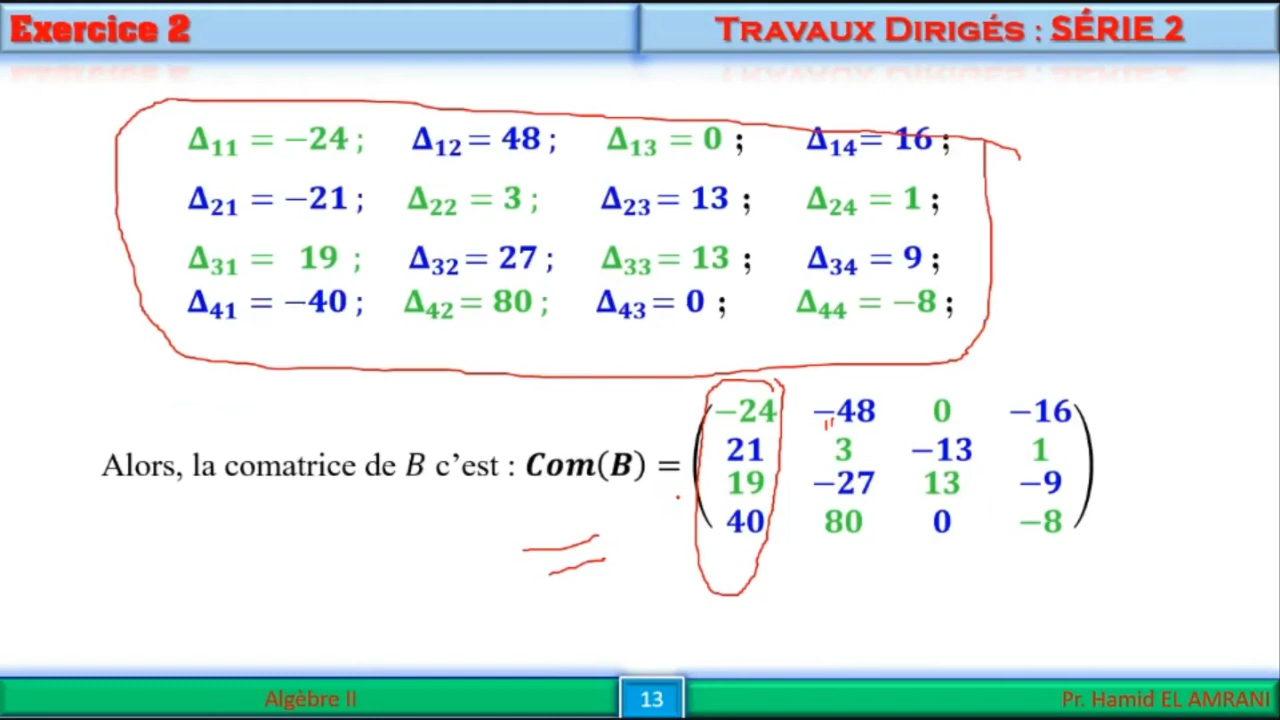 Exercice 2
TRAVAUX DIRIGÉS : SÉRIE 2
Δ₁₁ = −24 ; Δ₁₂ = 48 ; Δ₁₃ = 0 ; Δ₁₄ = 16 ;
Δ₂₁ = −21 ; Δ₂₂ = 3 ; Δ₂₃ = 13 ; Δ₂₄ = 1 ;
Δ₃₁ = 19 ; Δ₃₂ = 27 ; Δ₃₃ = 13 ; Δ₃₄ = 9 ;
Δ₄₁ = −40 ; Δ₄₂ = 80 ; Δ₄₃ = 0 ; Δ₄₄ = −8 ;
Alors, la comatrice de B c’est : Com(B) =
−24 −48 0 −16
21 3 −13 1
19 −27 13 −9
40 80 0 −8
Algèbre II
13
Pr. Hamid EL AMRANI